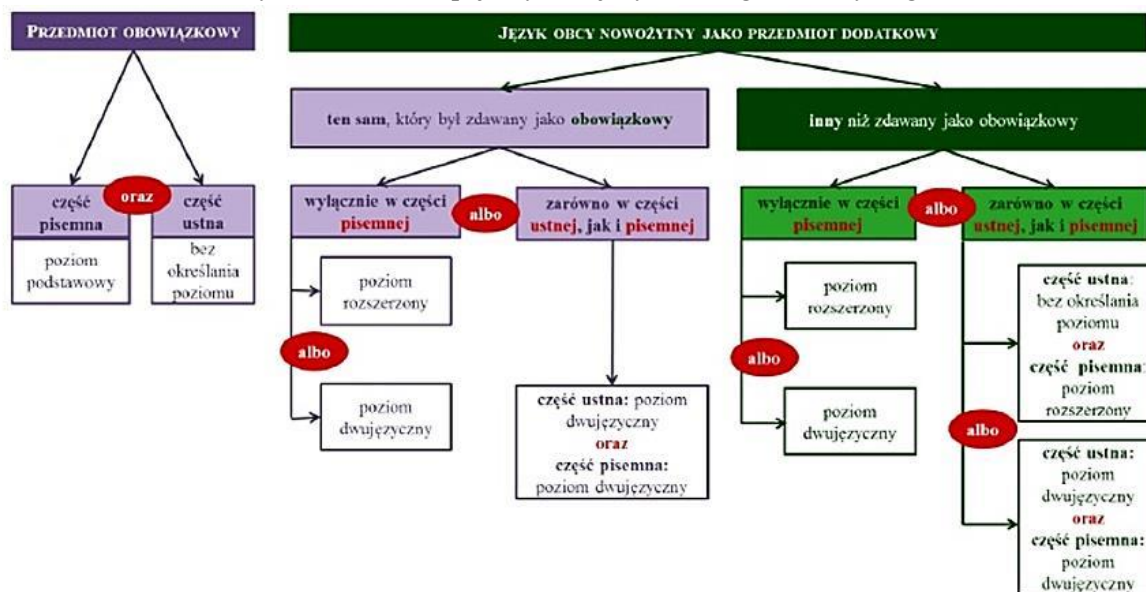 PRZEDMIOT OBOWIĄZKOWY
JĘZYK OBCY NOWOŻYTNY JAKO PRZEDMIOT DODATKOWY
ten sam, który był zdawany jako obowiązkowy
inny niż zdawany jako obowiązkowy
część
pisemna
oraz
część
ustna
poziom
podstawowy
bez
określania
poziomu
wyłącznie w części
pisemnej
albo
zarówno w części
ustnej, jak i pisemnej
poziom
rozszerzony
albo
poziom
dwujęzyczny
część ustna: poziom
dwujęzyczny
oraz
część pisemna:
poziom dwujęzyczny
wyłącznie w części
pisemnej
albo
zarówno w części
ustnej, jak i pisemnej
poziom
rozszerzony
albo
poziom
dwujęzyczny
część ustna:
bez określania
poziomu
oraz
część pisemna:
poziom
rozszerzony
albo
część ustna:
poziom
dwujęzyczny
oraz
część pisemna:
poziom
dwujęzyczny